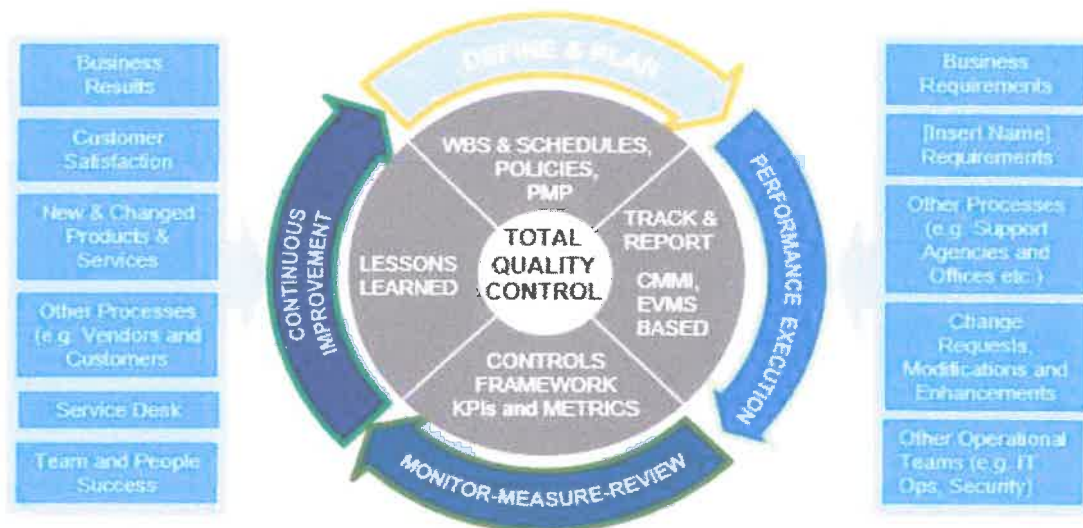 Business
Results
Customer
Satisfaction
New & Changed
Products &
Services
Other Processes
(e.g. Vendors and
Customers
Service Desk
Team and People
Success
DEFINE & PLAN
PERFORMANCE EXECUTION
MONITOR-MEASURE-REVIEW
CONTINUOUS
IMPROVEMENT
WBS & SCHEDULES,
POLICIES,
PMP
TRACK &
REPORT
CMMI,
EVMS
BASED
CONTROLS
FRAMEWORK
KPIs and METRICS
LESSONS
LEARNED
TOTAL
QUALITY
CONTROL
Business
Requirements
[Insert Name]
Requirements
Other Processes
(e.g. Support
Agencies and
Offices etc.)
Change
Requests,
Modifications and
Enhancements
Other Operational
Teams (e.g. IT
Ops, Security)